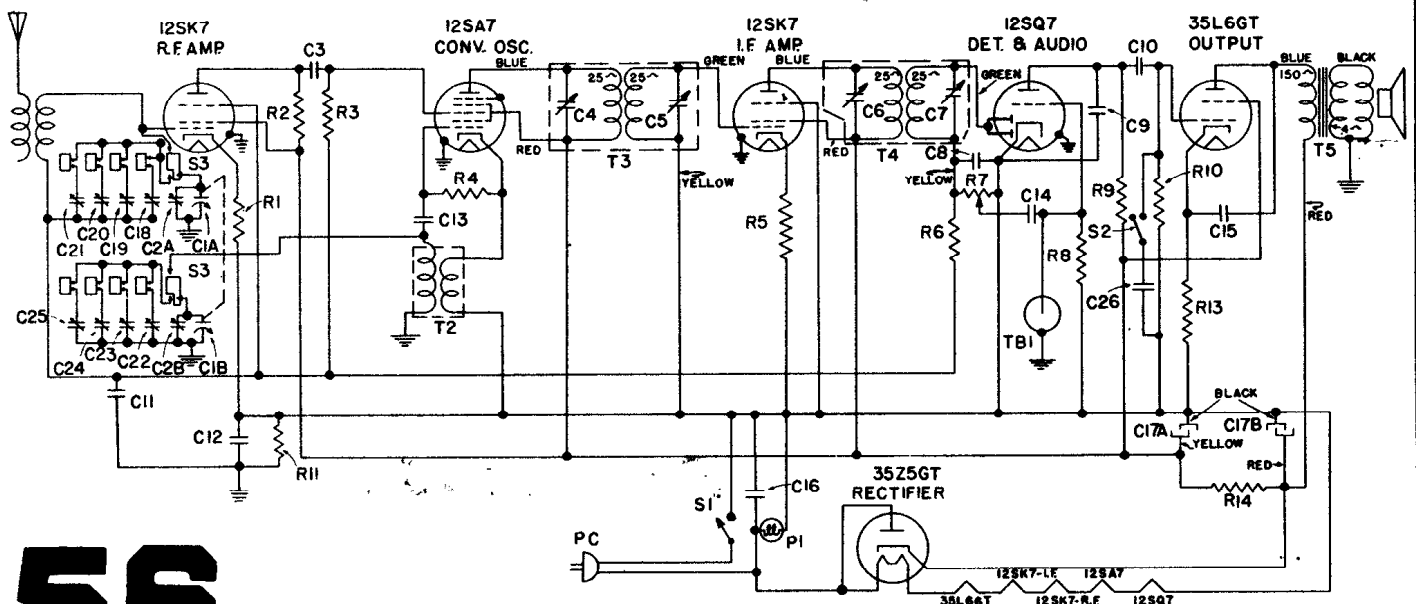 12SK7
R.F. AMP.
12SA7
CONV. OSC.
12SK7
I.F. AMP.
12SQ7
DET. & AUDIO
35L6GT
OUTPUT
C3
R2
R3
BLUE
25~
25~
C4
C5
GREEN
RED
T3
YELLOW
BLUE
25~
25~
C6
C7
GREEN
RED
T4
C8
YELLOW
R7
C9
C10
BLUE
150~
BLACK
4~
T5
RED
S3
R1
C21
C20
C19
C18
C2A
C1A
S3
C25
C24
C23
C22
C2B
C1B
R4
C13
T2
R5
R6
C14
R8
TB1
R9
S2
R10
C26
C15
R13
C11
C12
R11
BLACK
C17A
C17B
YELLOW
RED
R14
S1
C16
P1
PC
35Z5GT
RECTIFIER
35L6GT
12SK7-I.F.
12SK7-R.F
12SA7
12SQ7